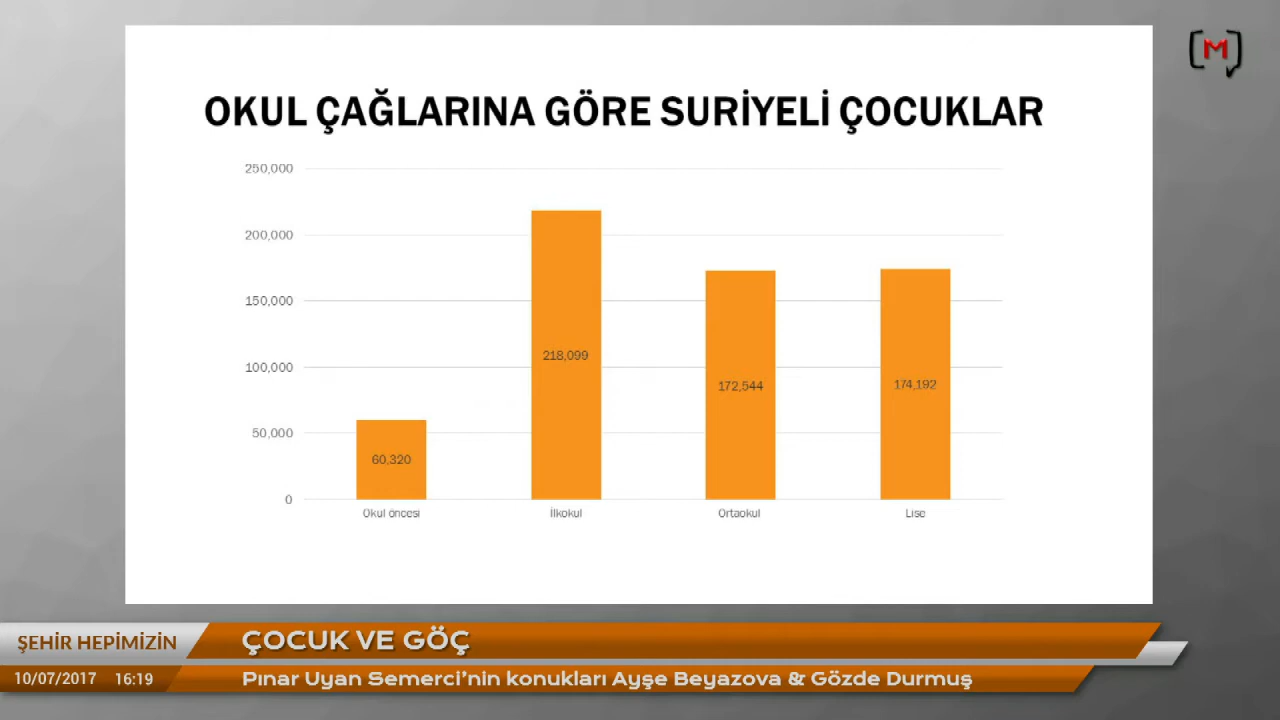 OKUL ÇAĞLARINA GÖRE SURİYELİ ÇOCUKLAR
250,000
200,000
150,000
100,000
50,000
0
60,320
218,099
172,544
174,192
Okul öncesi
İlkokul
Ortaokul
Lise
ŞEHİR HEPİMİZİN
ÇOCUK VE GÖÇ
10/07/2017 16:19
Pınar Uyan Semerci'nin konukları Ayşe Beyazova & Gözde Durmuş
[M]